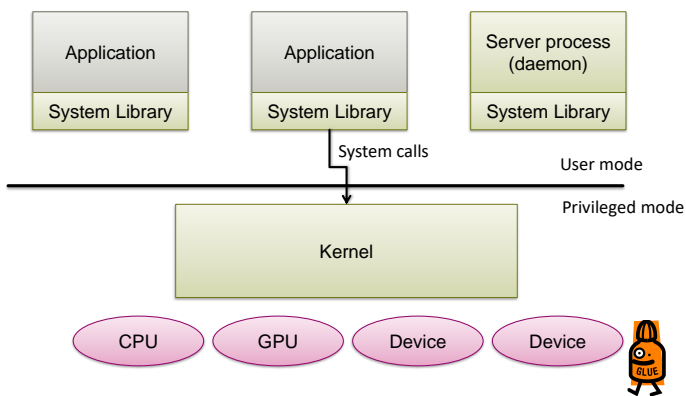 Application
Application
Server process
(daemon)
System Library
System Library
System Library
System calls
User mode
Privileged mode
Kernel
CPU
GPU
Device
Device
GLUE